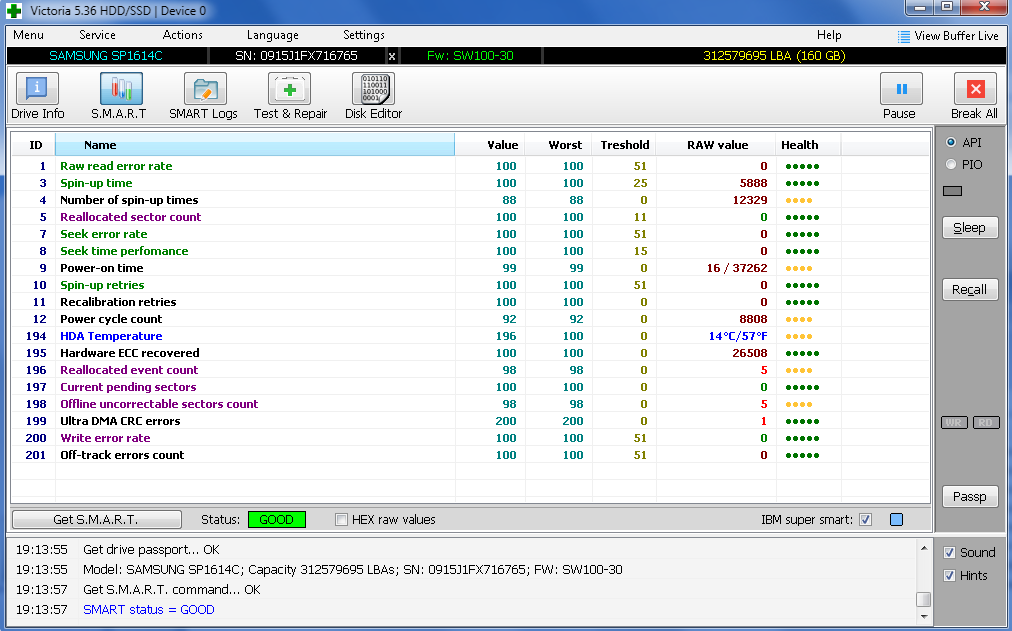 Victoria 5.36 HDD/SSD | Device 0
Menu Service Actions Language Settings Help View Buffer Live
SAMSUNG SP1614C SN: 0915J1FX716765 x Fw: SW100-30 312579695 LBA (160 GB)
Drive Info S.M.A.R.T SMART Logs Test & Repair Disk Editor Pause Break All
ID Name Value Worst Treshold RAW value Health
1 Raw read error rate 100 100 51 0
3 Spin-up time 100 100 25 5888
4 Number of spin-up times 88 88 0 12329
5 Reallocated sector count 100 100 11 0
7 Seek error rate 100 100 51 0
8 Seek time perfomance 100 100 15 0
9 Power-on time 99 99 0 16 / 37262
10 Spin-up retries 100 100 51 0
11 Recalibration retries 100 100 0 0
12 Power cycle count 92 92 0 8808
194 HDA Temperature 196 100 0 14°C/57°F
195 Hardware ECC recovered 100 100 0 26508
196 Reallocated event count 98 98 0 5
197 Current pending sectors 100 100 0 0
198 Offline uncorrectable sectors count 98 98 0 5
199 Ultra DMA CRC errors 200 200 0 1
200 Write error rate 100 100 51 0
201 Off-track errors count 100 100 51 0
API
PIO
Sleep
Recall
WR RD
Passp
Get S.M.A.R.T. Status: GOOD HEX raw values IBM super smart:
19:13:55 Get drive passport... OK
19:13:55 Model: SAMSUNG SP1614C; Capacity 312579695 LBAs; SN: 0915J1FX716765; FW: SW100-30
19:13:57 Get S.M.A.R.T. command... OK
19:13:57 SMART status = GOOD
Sound
Hints